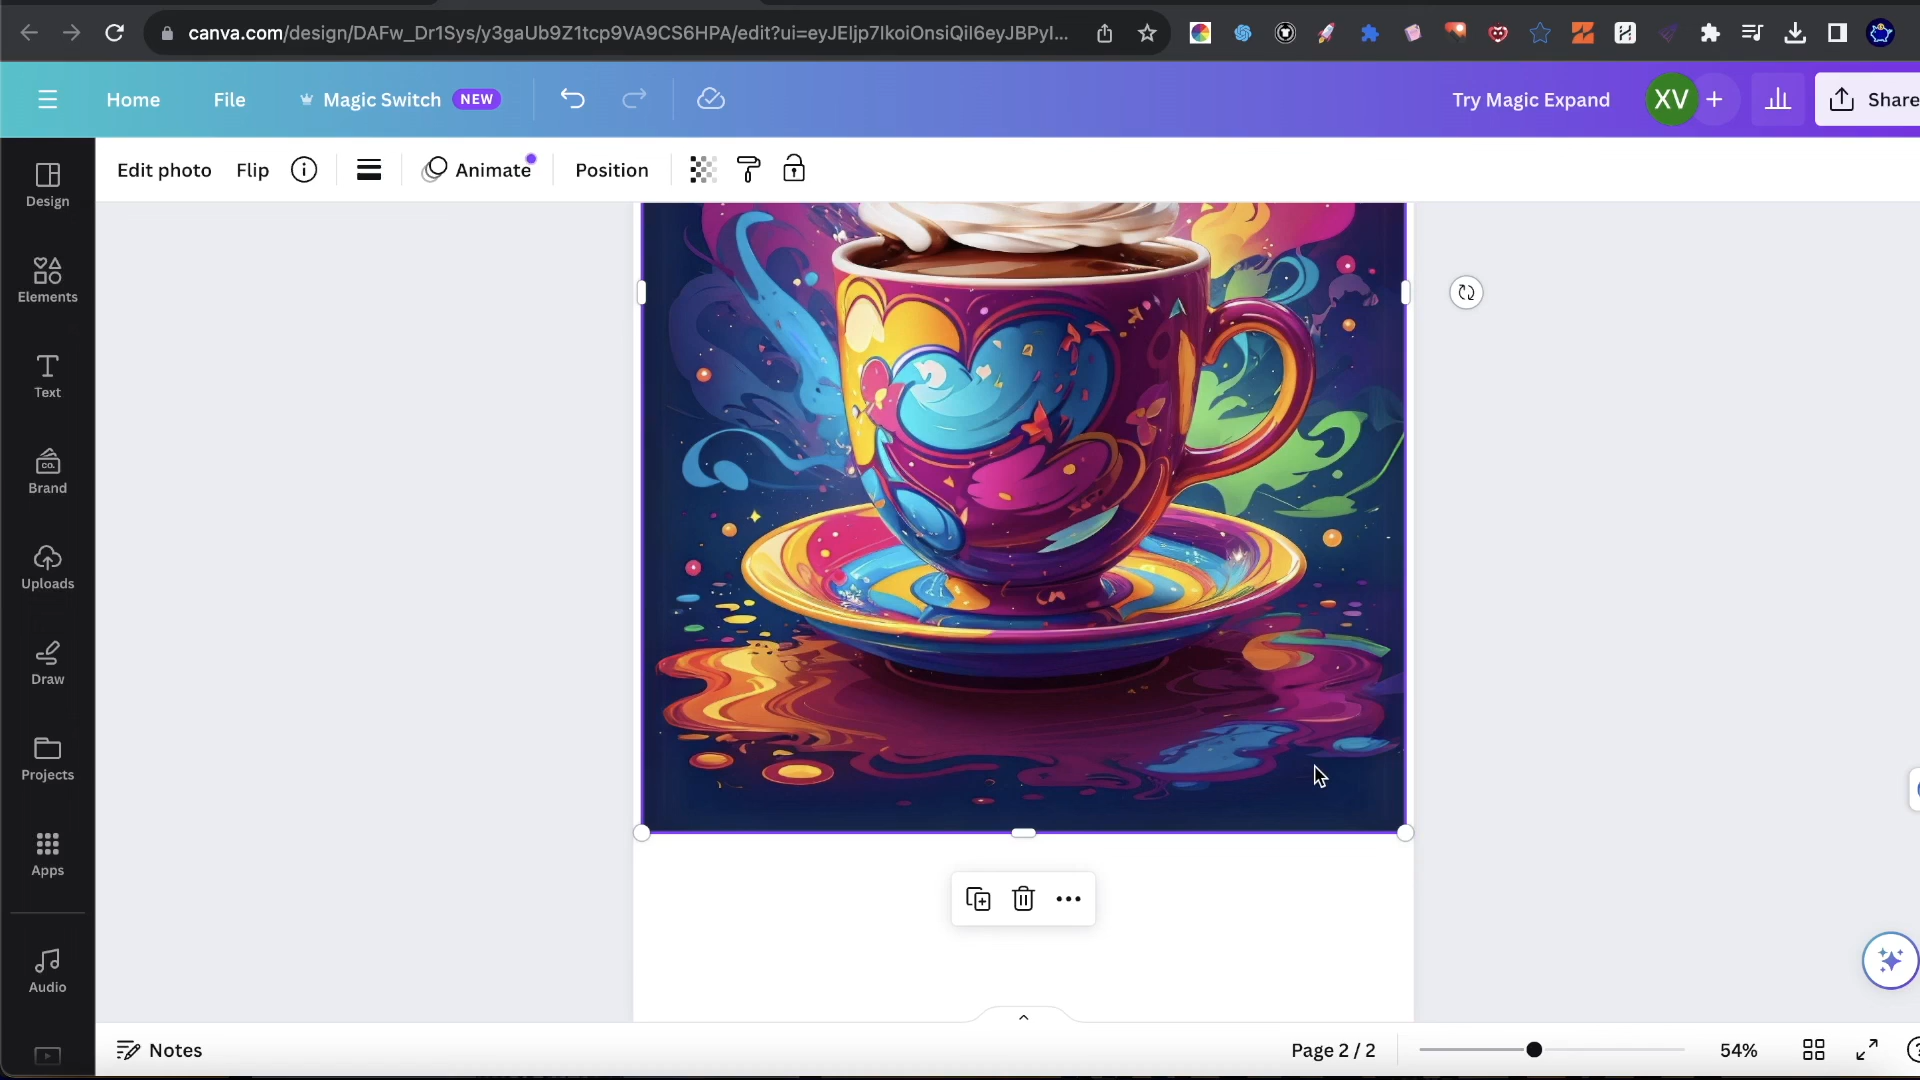 canva.com/design/DAFw_Dr1Sys/y3gaUb9Z1tcp9VA9CS6HPA/edit?ui=eyJEIjp7IkoiOnsiQiI6eyJBPyI...
Home File Magic Switch NEW Try Magic Expand XV + Share
Edit photo Flip Animate Position
Design
Elements
Text
CO.
Brand
Uploads
Draw
Projects
Apps
Audio
Notes Page 2 / 2 54%